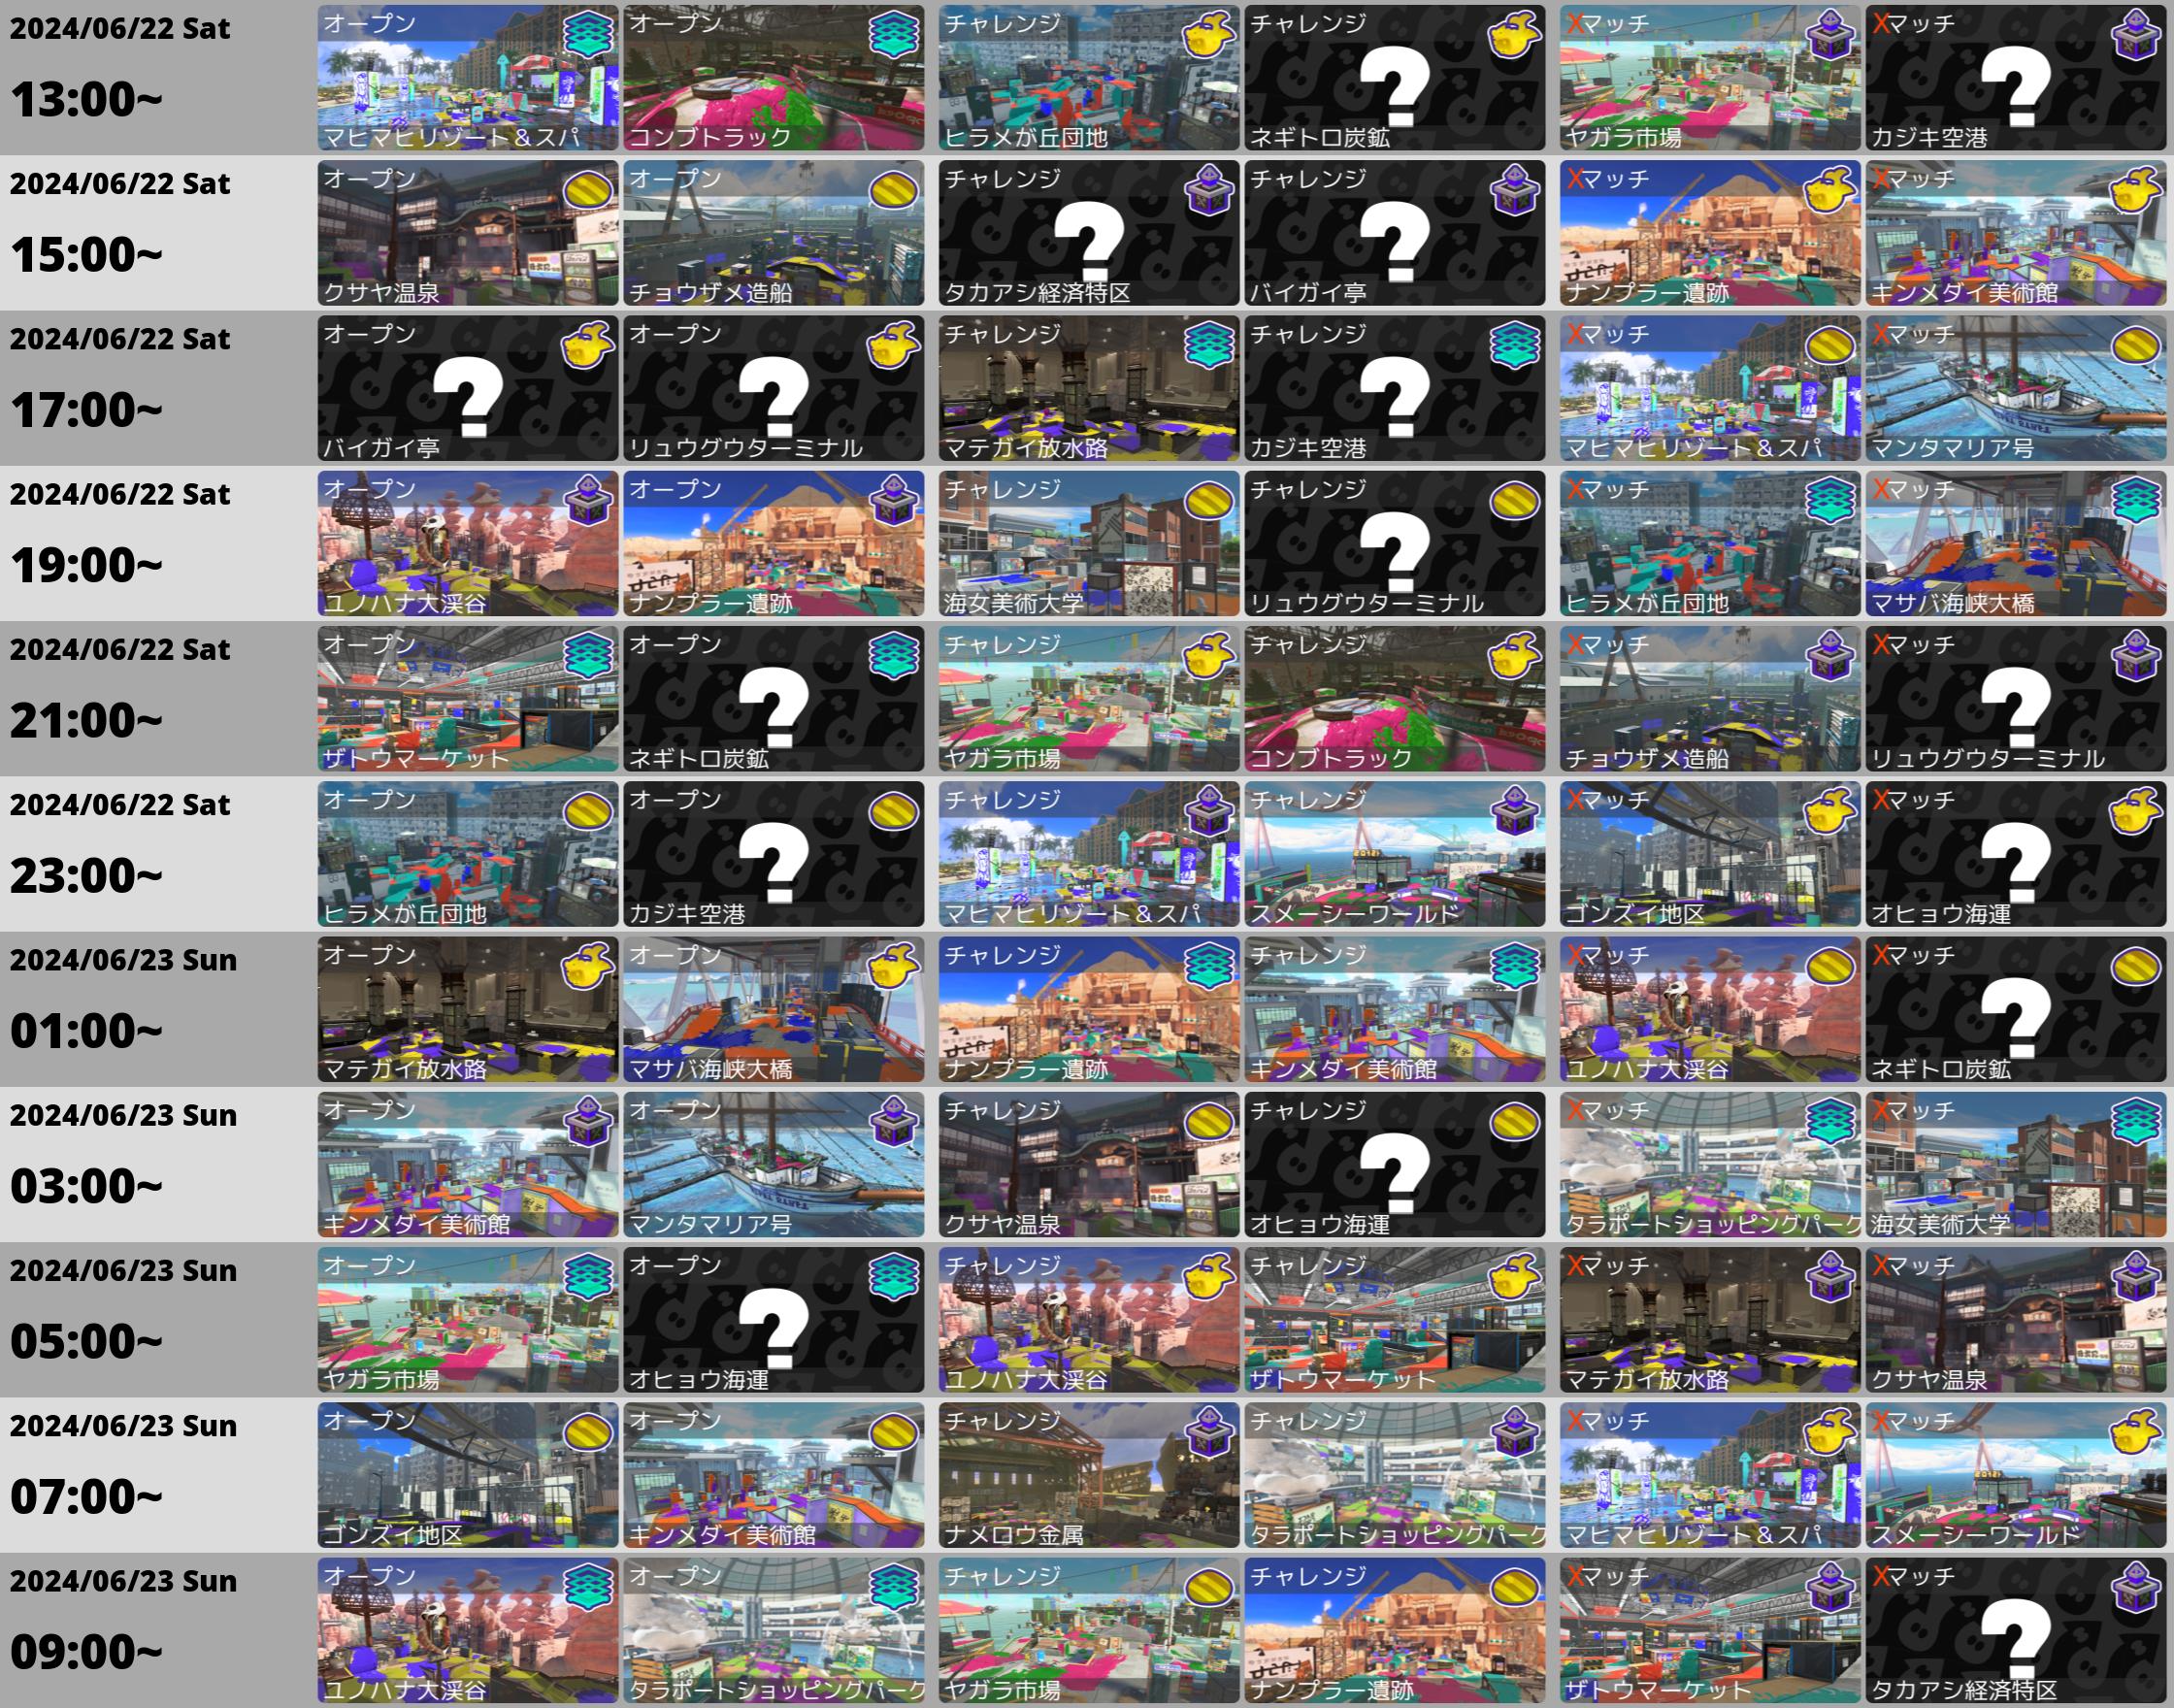 2024/06/22 Sat
13:00~
オープン
マヒマヒリゾート&スパ
オープン
コンブトラック
チャレンジ
ヒラメが丘団地
チャレンジ
ネギトロ炭鉱
Xマッチ
ヤガラ市場
Xマッチ
カジキ空港
2024/06/22 Sat
15:00~
オープン
クサヤ温泉
オープン
チョウザメ造船
チャレンジ
タカアシ経済特区
チャレンジ
バイガイ亭
Xマッチ
ナンプラー遺跡
Xマッチ
キンメダイ美術館
2024/06/22 Sat
17:00~
オープン
バイガイ亭
オープン
リュウグウターミナル
チャレンジ
マテガイ放水路
チャレンジ
カジキ空港
Xマッチ
マヒマヒリゾート&スパ
Xマッチ
マンタマリア号
2024/06/22 Sat
19:00~
オープン
ユノハナ大渓谷
オープン
ナンプラー遺跡
チャレンジ
海女美術大学
チャレンジ
リュウグウターミナル
Xマッチ
ヒラメが丘団地
Xマッチ
マサバ海峡大橋
2024/06/22 Sat
21:00~
オープン
ザトウマーケット
オープン
ネギトロ炭鉱
チャレンジ
ヤガラ市場
チャレンジ
コンブトラック
Xマッチ
チョウザメ造船
Xマッチ
リュウグウターミナル
2024/06/22 Sat
23:00~
オープン
ヒラメが丘団地
オープン
カジキ空港
チャレンジ
マヒマヒリゾート&スパ
チャレンジ
スメーシーワールド
Xマッチ
ゴンズイ地区
Xマッチ
オヒョウ海運
2024/06/23 Sun
01:00~
オープン
マテガイ放水路
オープン
マサバ海峡大橋
チャレンジ
ナンプラー遺跡
チャレンジ
キンメダイ美術館
Xマッチ
ユノハナ大渓谷
Xマッチ
ネギトロ炭鉱
2024/06/23 Sun
03:00~
オープン
キンメダイ美術館
オープン
マンタマリア号
チャレンジ
クサヤ温泉
チャレンジ
オヒョウ海運
Xマッチ
タラポートショッピングパーク
Xマッチ
海女美術大学
2024/06/23 Sun
05:00~
オープン
ヤガラ市場
オープン
オヒョウ海運
チャレンジ
ユノハナ大渓谷
チャレンジ
ザトウマーケット
Xマッチ
マテガイ放水路
Xマッチ
クサヤ温泉
2024/06/23 Sun
07:00~
オープン
ゴンズイ地区
オープン
キンメダイ美術館
チャレンジ
ナメロウ金属
チャレンジ
タラポートショッピングパーク
Xマッチ
マヒマヒリゾート&スパ
Xマッチ
スメーシーワールド
2024/06/23 Sun
09:00~
オープン
ユノハナ大渓谷
オープン
タラポートショッピングパーク
チャレンジ
ヤガラ市場
チャレンジ
ナンプラー遺跡
Xマッチ
ザトウマーケット
Xマッチ
タカアシ経済特区